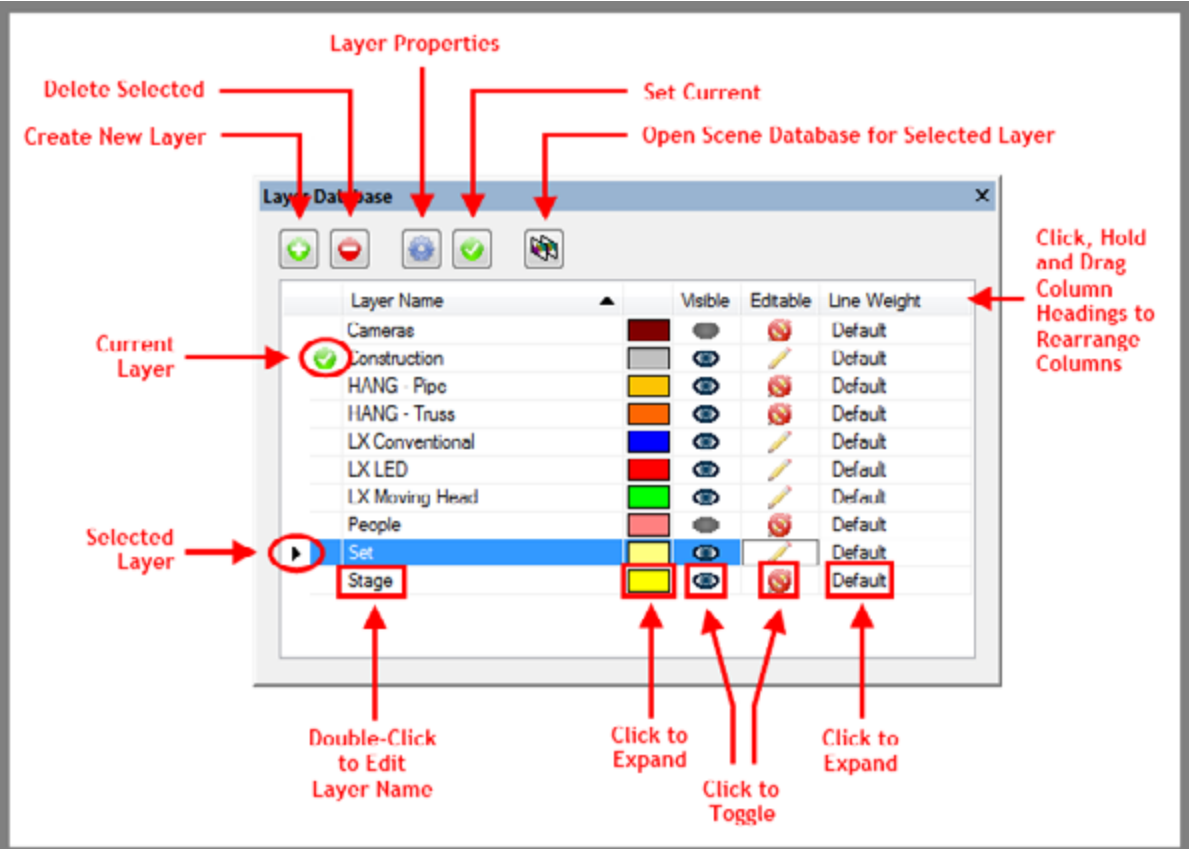 Layer Properties
Delete Selected
Set Current
Create New Layer
Open Scene Database for Selected Layer
Layer Database
Click, Hold
and Drag
Column
Headings to
Rearrange
Columns
Layer Name Visible Editable Line Weight
Cameras Default
Current
Layer
Construction Default
HANG - Pipe Default
HANG - Truss Default
LX Conventional Default
LX LED Default
LX Moving Head Default
People Default
Selected
Layer
Set Default
Stage Default
Double-Click
to Edit
Layer Name
Click to
Expand
Click to
Toggle
Click to
Expand